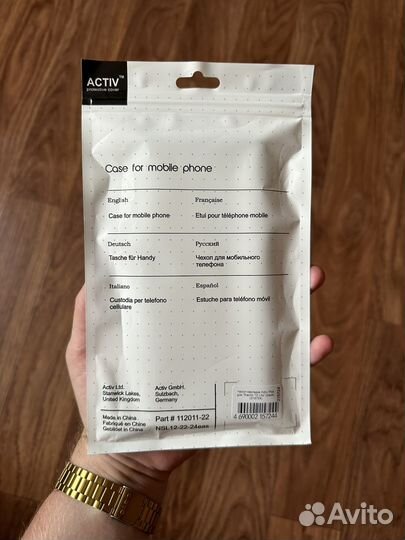 ACTIV™
protective cover
Case for mobile phone
English
Française
Case for mobile phone
Etui pour téléphone mobile
Deutsch
Русский
Tasche für Handy
Чехол для мобильного
телефона
Italiano
Español
Custodia per telefono
cellulare
Estuche para teléfono móvil
Activ Ltd.
Stanwick Lakes,
United Kingdom
Activ GmbH.
Sulzbach,
Germany
Made in China
Fabriqué en Chine
Gebildet in China
Part # 112011-22
NSL12-22-24eas
4 690002 157244
Avito